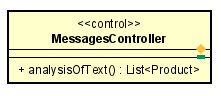 <<control>>
MessagesController
+ analysisOfText() : List<Product>